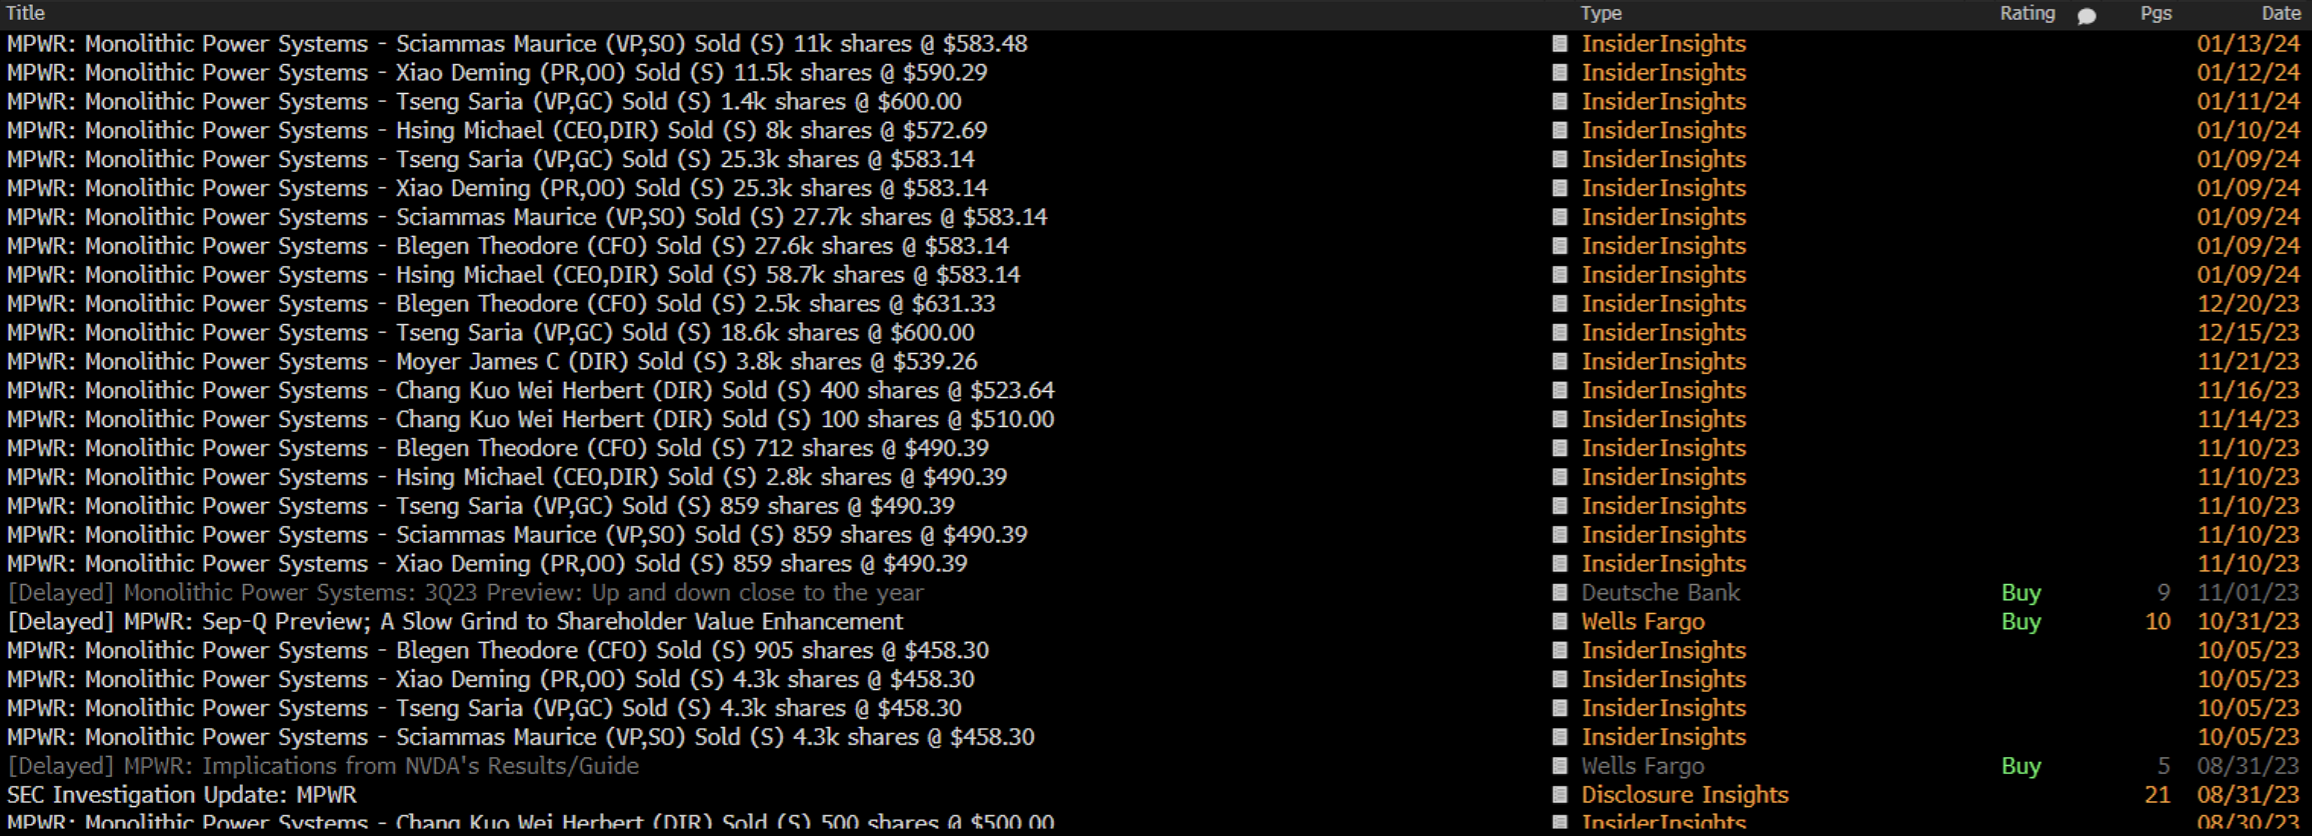 Title Type Rating Pgs Date
MPWR: Monolithic Power Systems - Sciammas Maurice (VP,SO) Sold (S) 11k shares @ $583.48 InsiderInsights 01/13/24
MPWR: Monolithic Power Systems - Xiao Deming (PR,OO) Sold (S) 11.5k shares @ $590.29 InsiderInsights 01/12/24
MPWR: Monolithic Power Systems - Tseng Saria (VP,GC) Sold (S) 1.4k shares @ $600.00 InsiderInsights 01/11/24
MPWR: Monolithic Power Systems - Hsing Michael (CEO,DIR) Sold (S) 8k shares @ $572.69 InsiderInsights 01/10/24
MPWR: Monolithic Power Systems - Tseng Saria (VP,GC) Sold (S) 25.3k shares @ $583.14 InsiderInsights 01/09/24
MPWR: Monolithic Power Systems - Xiao Deming (PR,OO) Sold (S) 25.3k shares @ $583.14 InsiderInsights 01/09/24
MPWR: Monolithic Power Systems - Sciammas Maurice (VP,SO) Sold (S) 27.7k shares @ $583.14 InsiderInsights 01/09/24
MPWR: Monolithic Power Systems - Blegen Theodore (CFO) Sold (S) 27.6k shares @ $583.14 InsiderInsights 01/09/24
MPWR: Monolithic Power Systems - Hsing Michael (CEO,DIR) Sold (S) 58.7k shares @ $583.14 InsiderInsights 01/09/24
MPWR: Monolithic Power Systems - Blegen Theodore (CFO) Sold (S) 2.5k shares @ $631.33 InsiderInsights 12/20/23
MPWR: Monolithic Power Systems - Tseng Saria (VP,GC) Sold (S) 18.6k shares @ $600.00 InsiderInsights 12/15/23
MPWR: Monolithic Power Systems - Moyer James C (DIR) Sold (S) 3.8k shares @ $539.26 InsiderInsights 11/21/23
MPWR: Monolithic Power Systems - Chang Kuo Wei Herbert (DIR) Sold (S) 400 shares @ $523.64 InsiderInsights 11/16/23
MPWR: Monolithic Power Systems - Chang Kuo Wei Herbert (DIR) Sold (S) 100 shares @ $510.00 InsiderInsights 11/14/23
MPWR: Monolithic Power Systems - Blegen Theodore (CFO) Sold (S) 712 shares @ $490.39 InsiderInsights 11/10/23
MPWR: Monolithic Power Systems - Hsing Michael (CEO,DIR) Sold (S) 2.8k shares @ $490.39 InsiderInsights 11/10/23
MPWR: Monolithic Power Systems - Tseng Saria (VP,GC) Sold (S) 859 shares @ $490.39 InsiderInsights 11/10/23
MPWR: Monolithic Power Systems - Sciammas Maurice (VP,SO) Sold (S) 859 shares @ $490.39 InsiderInsights 11/10/23
MPWR: Monolithic Power Systems - Xiao Deming (PR,OO) Sold (S) 859 shares @ $490.39 InsiderInsights 11/10/23
[Delayed] Monolithic Power Systems: 3Q23 Preview: Up and down close to the year Deutsche Bank Buy 9 11/01/23
[Delayed] MPWR: Sep-Q Preview; A Slow Grind to Shareholder Value Enhancement Wells Fargo Buy 10 10/31/23
MPWR: Monolithic Power Systems - Blegen Theodore (CFO) Sold (S) 905 shares @ $458.30 InsiderInsights 10/05/23
MPWR: Monolithic Power Systems - Xiao Deming (PR,OO) Sold (S) 4.3k shares @ $458.30 InsiderInsights 10/05/23
MPWR: Monolithic Power Systems - Tseng Saria (VP,GC) Sold (S) 4.3k shares @ $458.30 InsiderInsights 10/05/23
MPWR: Monolithic Power Systems - Sciammas Maurice (VP,SO) Sold (S) 4.3k shares @ $458.30 InsiderInsights 10/05/23
[Delayed] MPWR: Implications from NVDA's Results/Guide Wells Fargo Buy 5 08/31/23
SEC Investigation Update: MPWR Disclosure Insights 21 08/31/23
MPWR: Monolithic Power Systems - Chang Kuo Wei Herbert (DIR) Sold (S) 500 shares @ $500.00 InsiderInsights 08/30/23